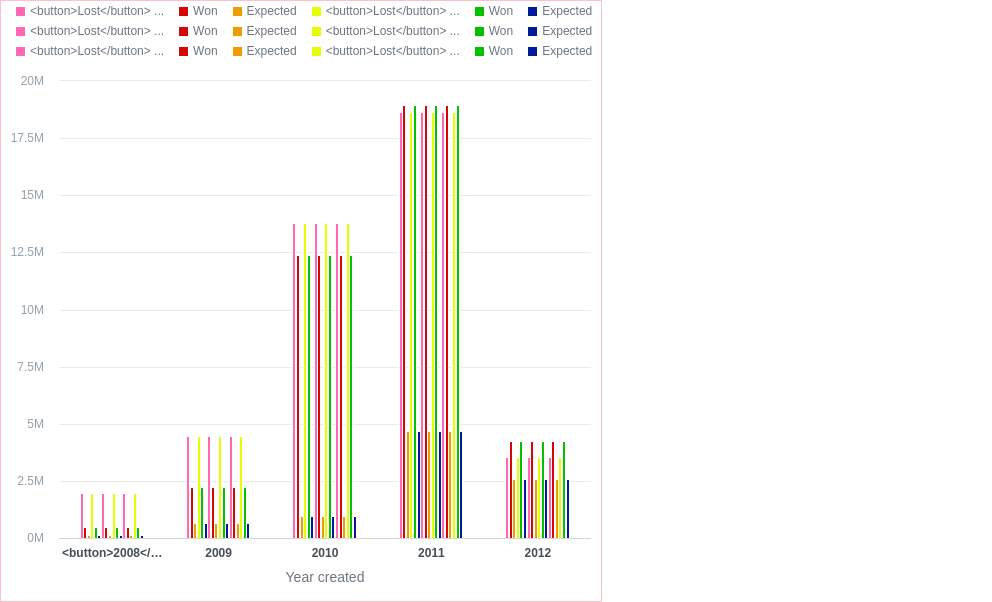 <button>Lost</button> ... Won Expected <button>Lost</button> ... Won Expected
<button>Lost</button> ... Won Expected <button>Lost</button> ... Won Expected
<button>Lost</button> ... Won Expected <button>Lost</button> ... Won Expected
20M
17.5M
15M
12.5M
10M
7.5M
5M
2.5M
0M
<button>2008</... 2009 2010 2011 2012
Year created